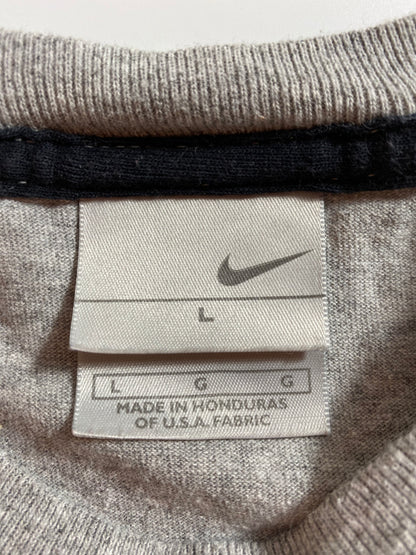 L
L G G
MADE IN HONDURAS
OF U.S.A. FABRIC